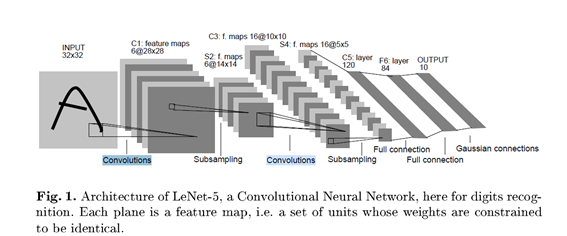 INPUT
32x32
C1: feature maps
6@28x28
S2: f. maps
6@14x14
C3: f. maps 16@10x10
S4: f. maps 16@5x5
C5: layer
120
F6: layer
84
OUTPUT
10
A
Convolutions
Subsampling
Convolutions
Subsampling
Full connection
Full connection
Gaussian connections
Fig. 1. Architecture of LeNet-5, a Convolutional Neural Network, here for digits recog-
nition. Each plane is a feature map, i.e. a set of units whose weights are constrained
to be identical.